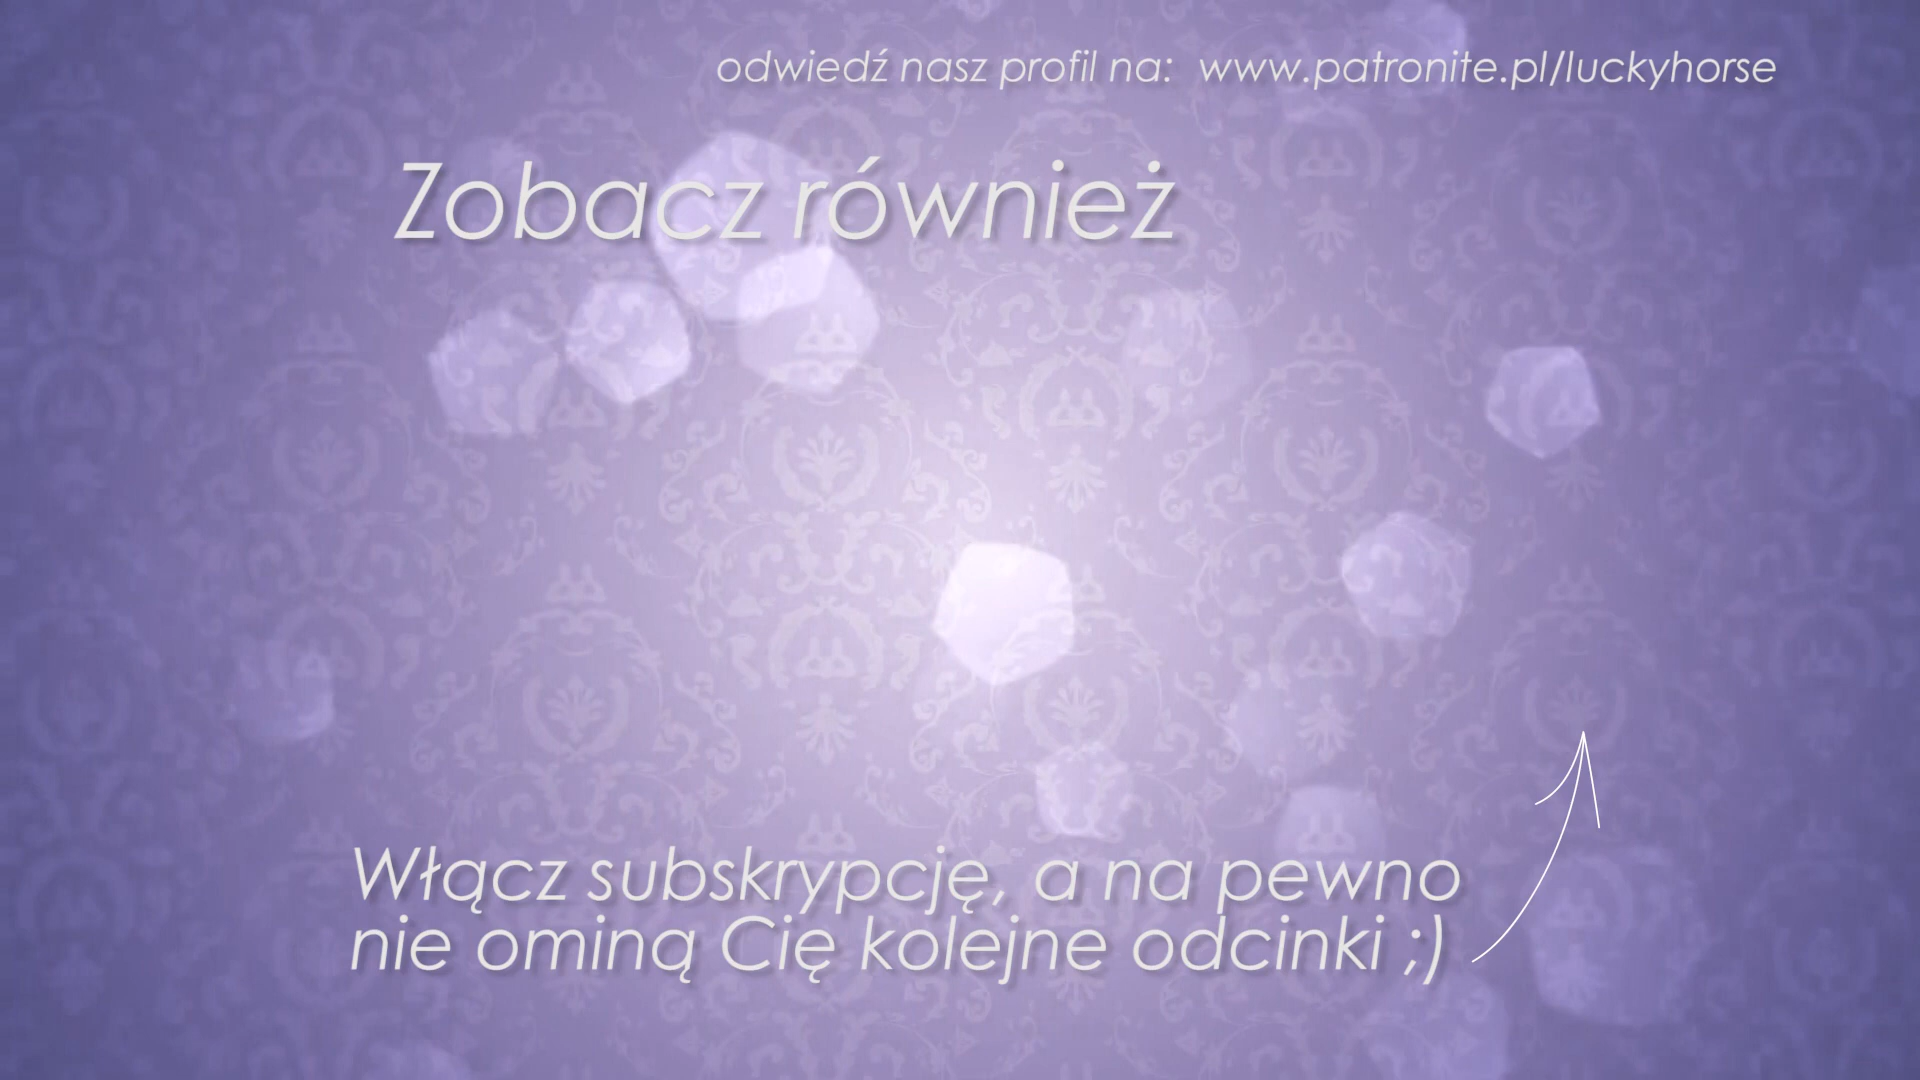 odwiedź nasz profil na: www.patronite.pl/luckyhorse
Zobacz również
Włącz subskrypcję, a na pewno
nie ominą Cię kolejne odcinki ;)